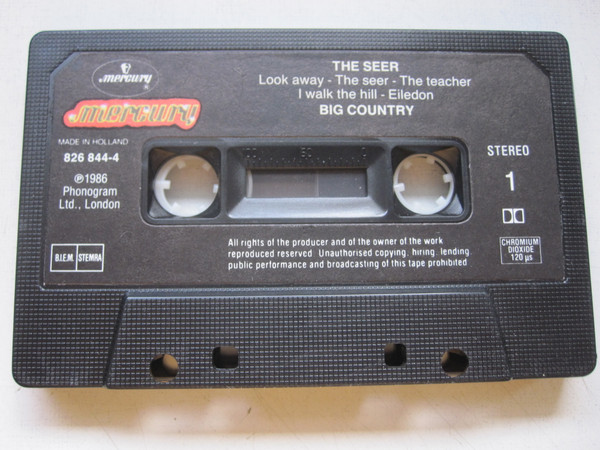 THE SEER
Look away - The seer - The teacher
I walk the hill - Eiledon
BIG COUNTRY
mercury
mercury
MADE IN HOLLAND
826 844-4
℗1986
Phonogram
Ltd., London
B.I.E.M. STEMRA
100 50 0
STEREO
1
CHROMIUM
DIOXIDE
120 µs
All rights of the producer and of the owner of the work
reproduced reserved. Unauthorised copying, hiring, lending,
public performance and broadcasting of this tape prohibited